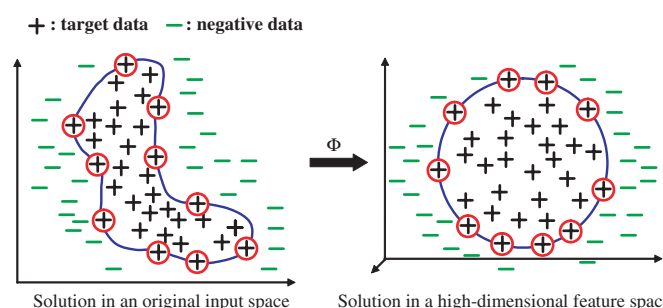 + : target data − : negative data
Φ
Solution in an original input space
Solution in a high-dimensional feature spac